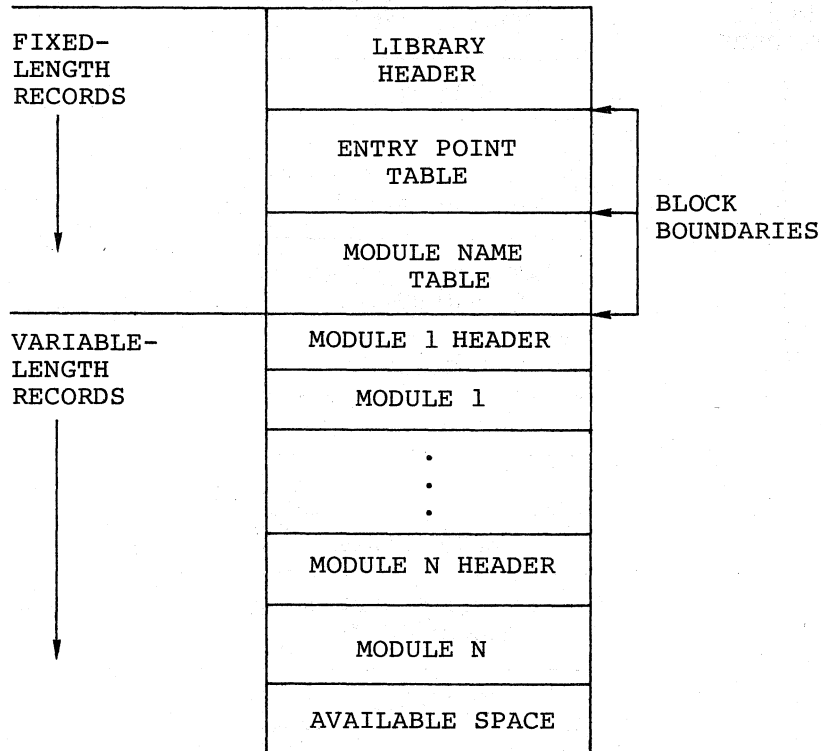 FIXED-
LENGTH
RECORDS
LIBRARY
HEADER
ENTRY POINT
TABLE
MODULE NAME
TABLE
BLOCK
BOUNDARIES
VARIABLE-
LENGTH
RECORDS
MODULE 1 HEADER
MODULE 1
.
.
.
MODULE N HEADER
MODULE N
AVAILABLE SPACE